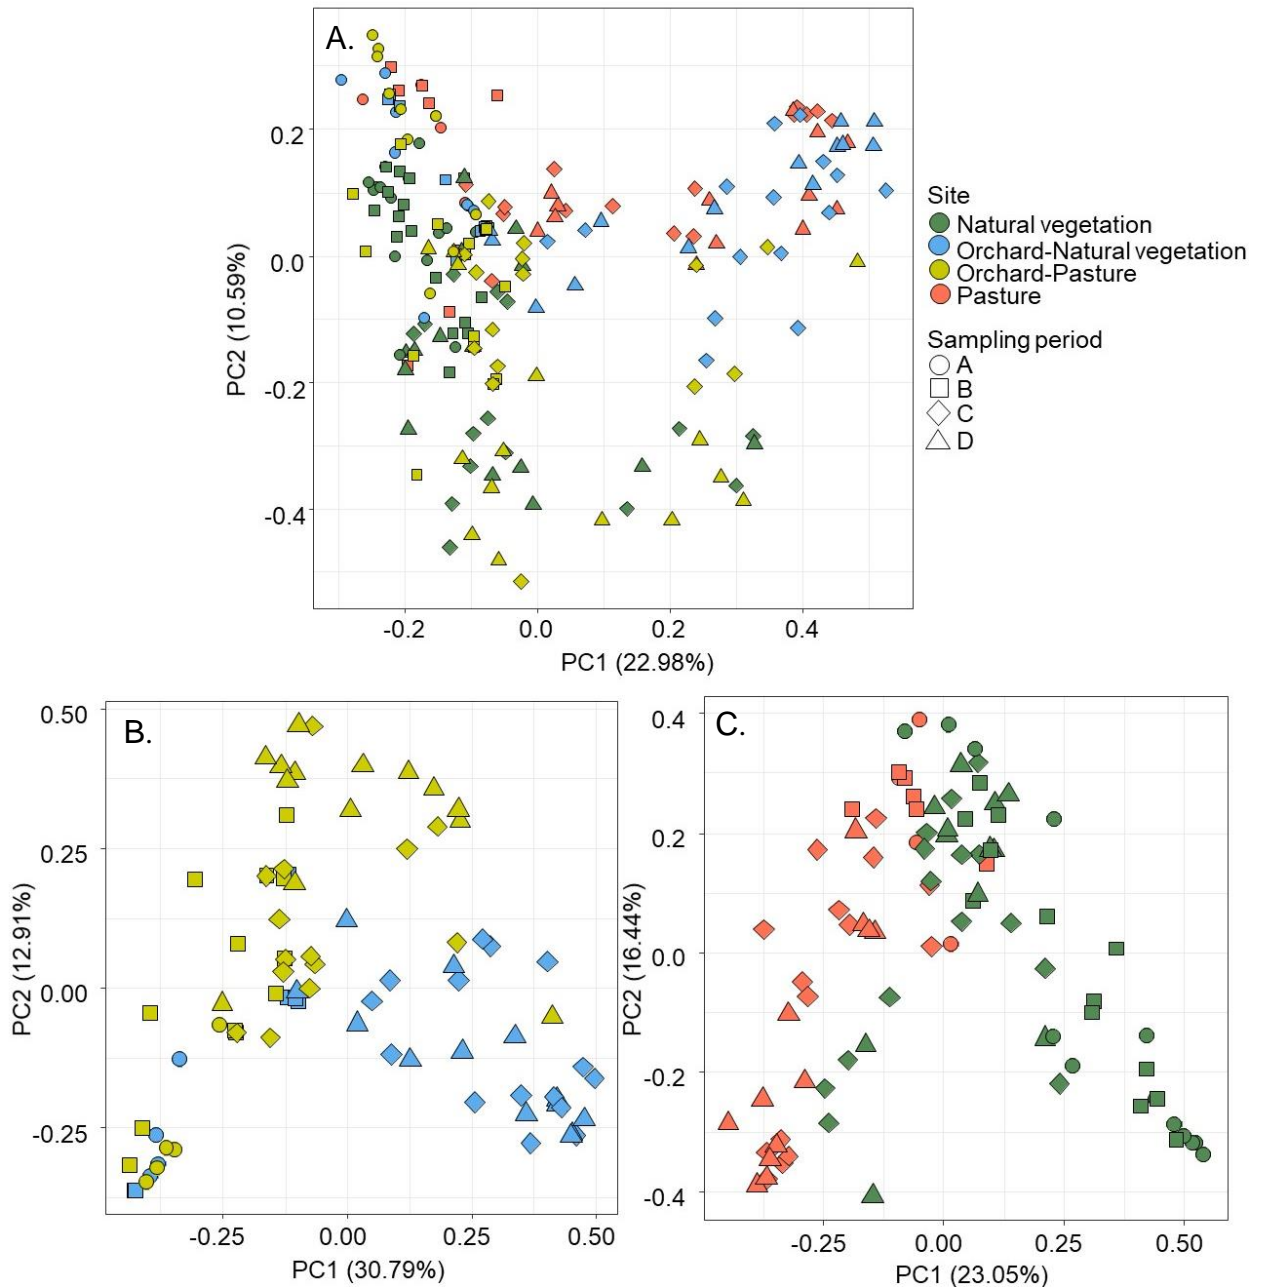 A.
0.2
0.0
-0.2
-0.4
PC2 (10.59%)
-0.2
0.0
0.2
0.4
PC1 (22.98%)
Site
Natural vegetation
Orchard-Natural vegetation
Orchard-Pasture
Pasture
Sampling period
A
B
C
D
B.
0.50
0.25
0.00
-0.25
PC2 (12.91%)
-0.25
0.00
0.25
0.50
PC1 (30.79%)
C.
0.4
0.2
0.0
-0.2
-0.4
PC2 (16.44%)
-0.25
0.00
0.25
0.50
PC1 (23.05%)